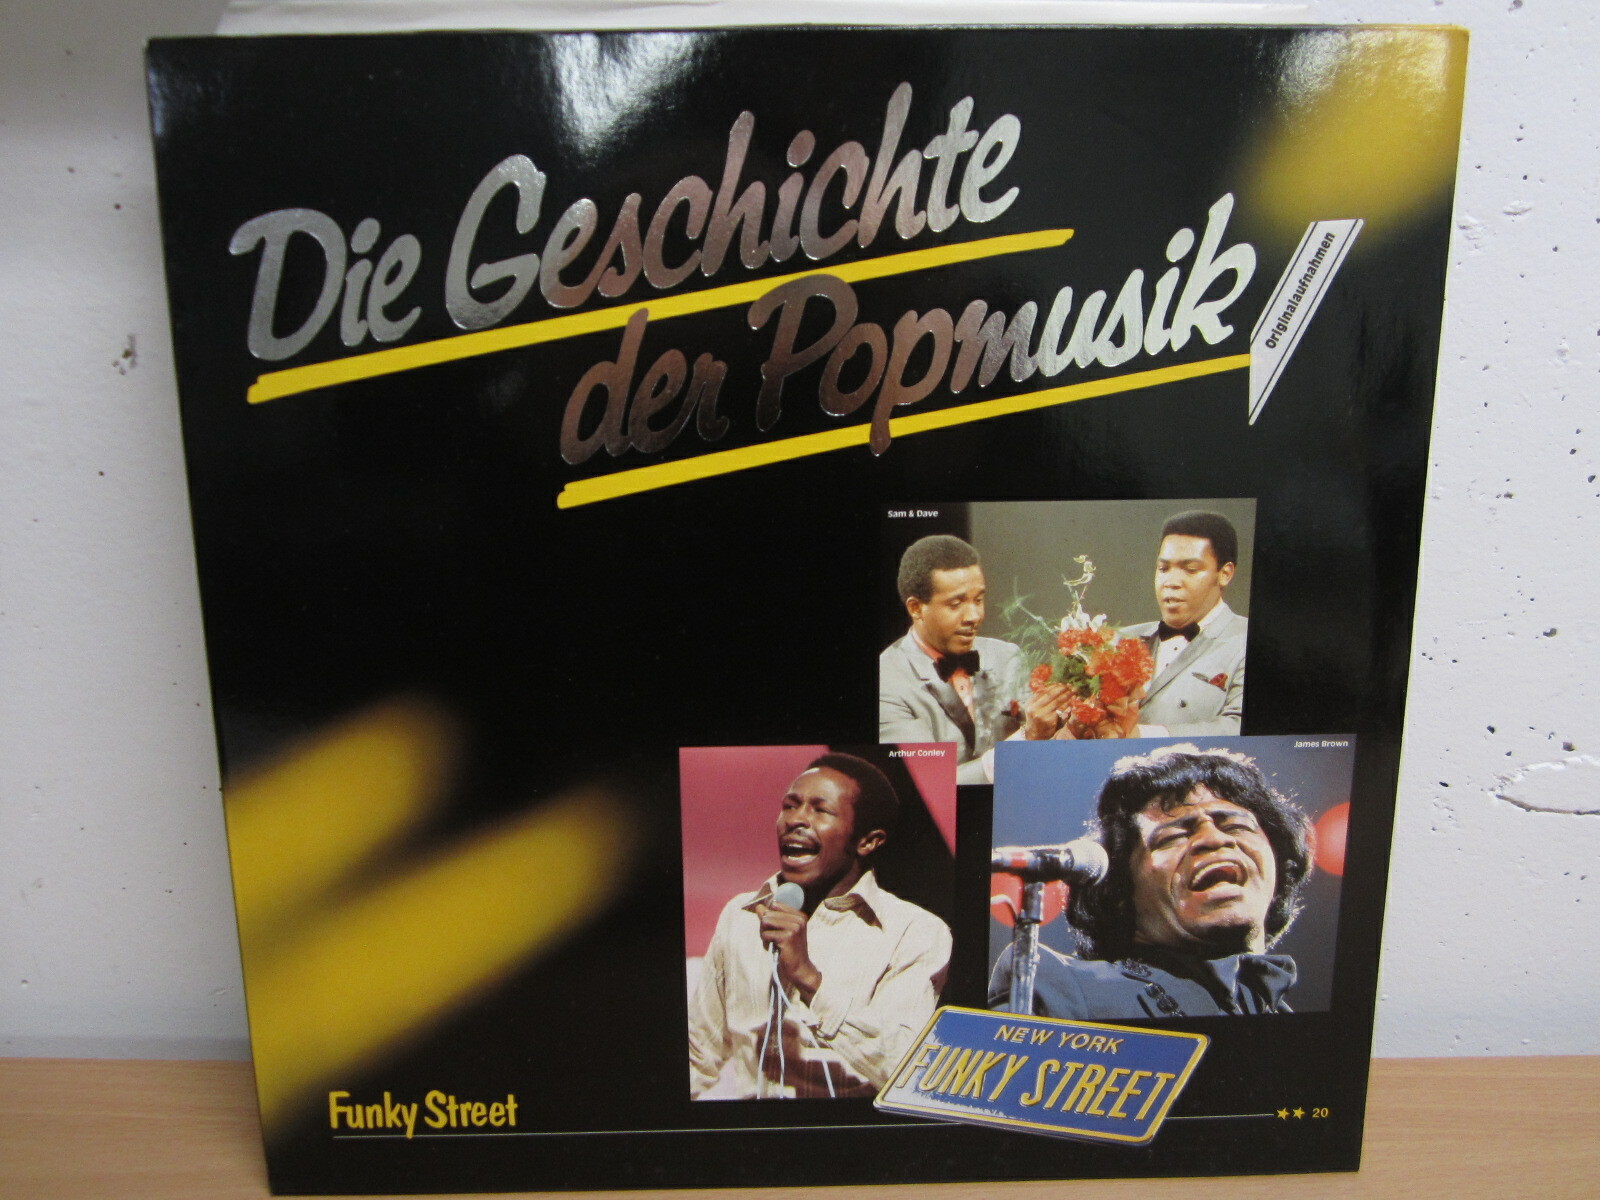 Die Geschichte
der Popmusik
Originalaufnahmen
Sam & Dave
Arthur Conley
James Brown
NEW YORK
FUNKY STREET
Funky Street
★★ 20